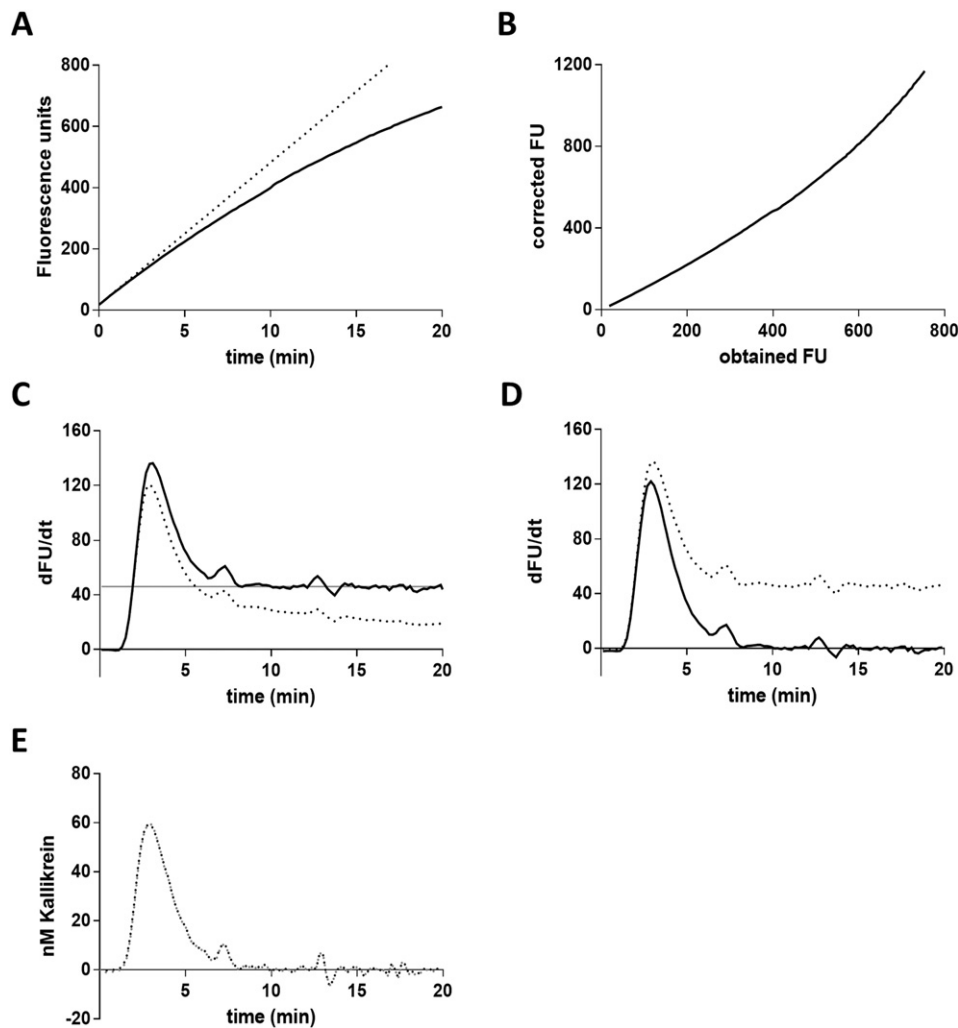 A
Fluorescence units
800
600
400
200
0
0 5 10 15 20
time (min)
B
corrected FU
1200
800
400
0
0 200 400 600 800
obtained FU
C
dFU/dt
160
120
80
40
0
5 10 15 20
time (min)
D
dFU/dt
160
120
80
40
0
5 10 15 20
time (min)
E
nM Kallikrein
80
60
40
20
0
-20
5 10 15 20
time (min)